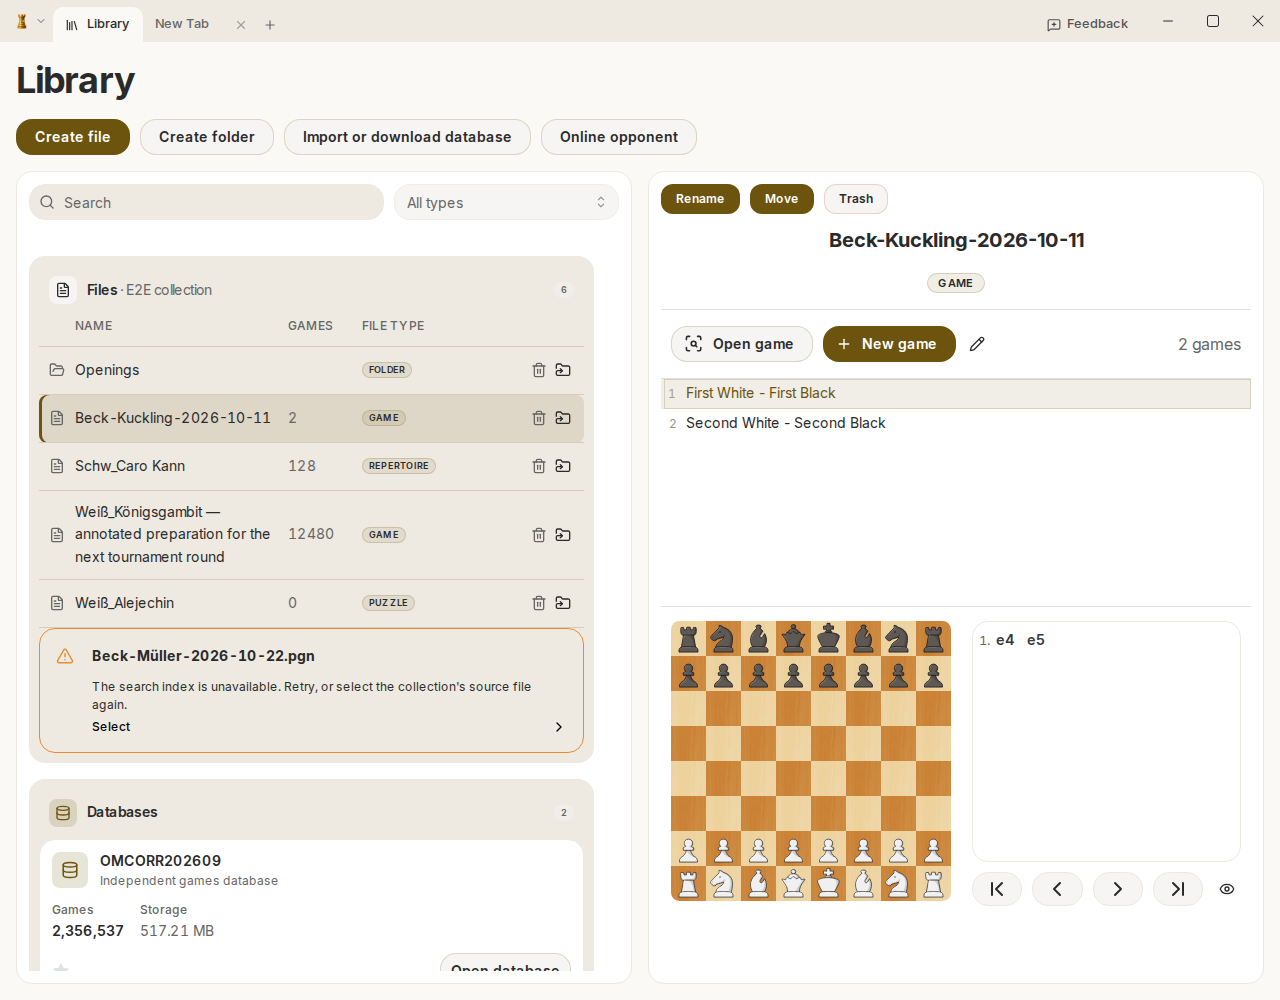 Library
New Tab
Feedback
Library
Create file
Create folder
Import or download database
Online opponent
Search
All types
Files · E2E collection
6
NAME GAMES FILE TYPE
Openings FOLDER
Beck-Kuckling-2026-10-11 2 GAME
Schw_Caro Kann 128 REPERTOIRE
Weiß_Königsgambit —
annotated preparation for the
next tournament round
12480 GAME
Weiß_Alejechin 0 PUZZLE
Beck-Müller-2026-10-22.pgn
The search index is unavailable. Retry, or select the collection's source file
again.
Select
Databases
2
OMCORR202609
Independent games database
Games Storage
2,356,537 517.21 MB
Open database
Rename
Move
Trash
Beck-Kuckling-2026-10-11
GAME
Open game
New game
2 games
1 First White - First Black
2 Second White - Second Black
1. e4 e5